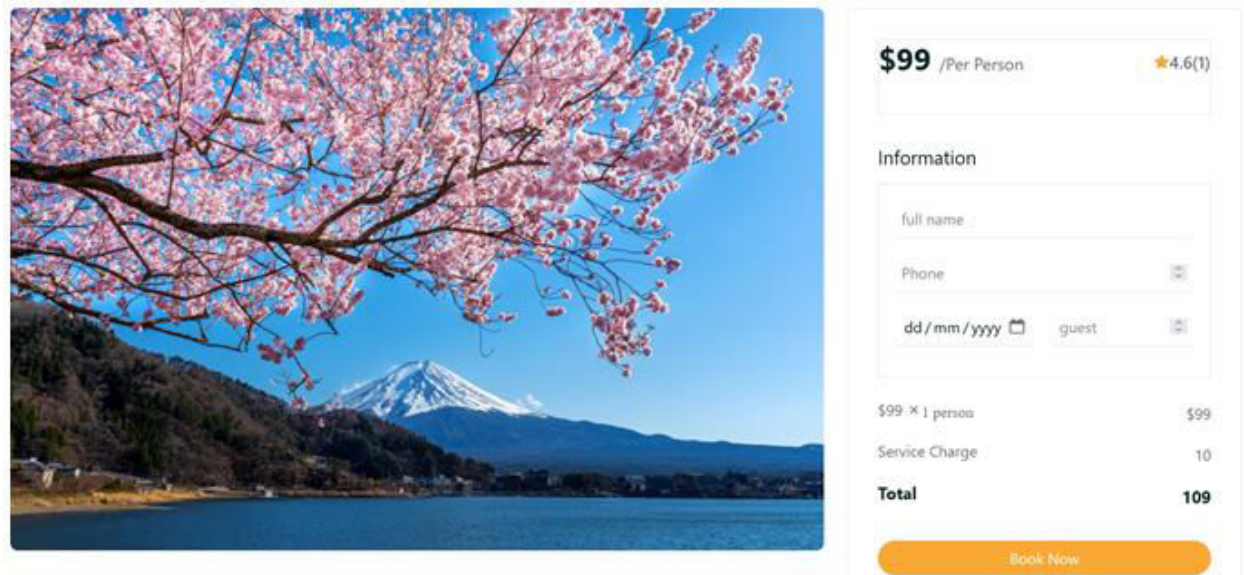 $99 /Per Person ★4.6(1)
Information
full name
Phone
dd/mm/yyyy guest
$99 × 1 person $99
Service Charge 10
Total 109
Book Now